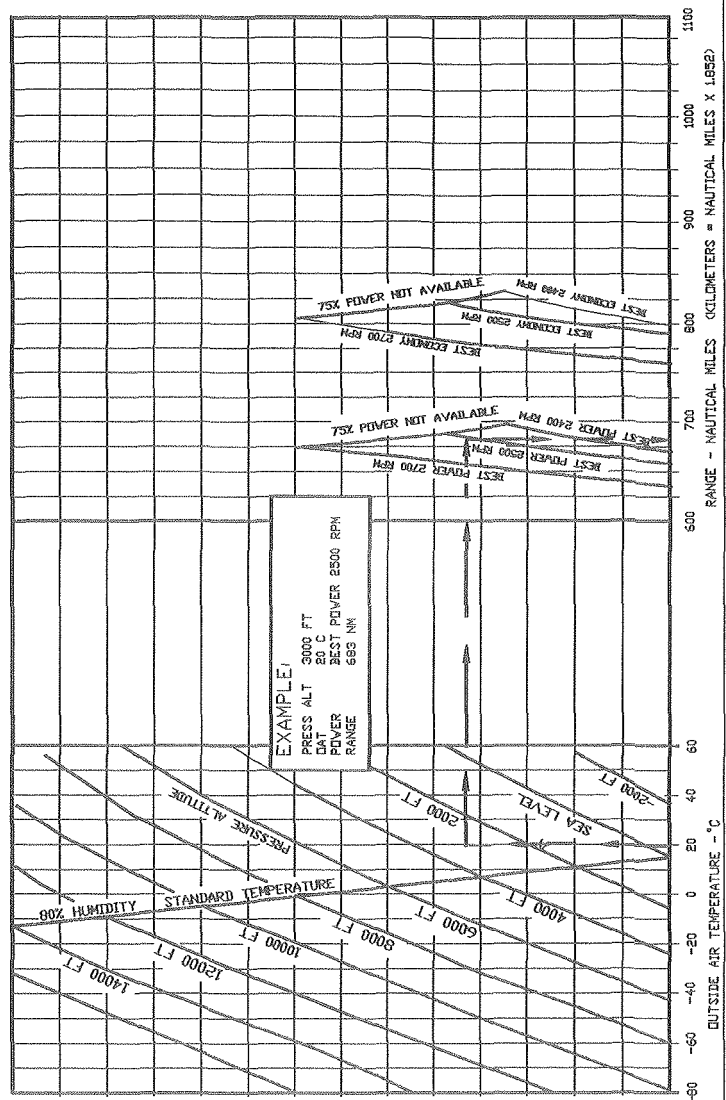 EXAMPLE:
PRESS ALT 3000 FT
OAT 20 C
POWER BEST POWER 2500 RPM
RANGE 683 NM
80% HUMIDITY
STANDARD TEMPERATURE
PRESSURE ALTITUDE
14000 FT
12000 FT
10000 FT
8000 FT
6000 FT
4000 FT
2000 FT
SEA LEVEL
-2000 FT
75% POWER NOT AVAILABLE
BEST POWER 2700 RPM
BEST POWER 2500 RPM
BEST POWER 2400 RPM
75% POWER NOT AVAILABLE
BEST ECONOMY 2700 RPM
BEST ECONOMY 2500 RPM
BEST ECONOMY 2400 RPM
-80 -60 -40 -20 0 20 40 60
600 700 800 900 1000 1100
OUTSIDE AIR TEMPERATURE - °C
RANGE - NAUTICAL MILES (KILOMETERS = NAUTICAL MILES X 1.852)